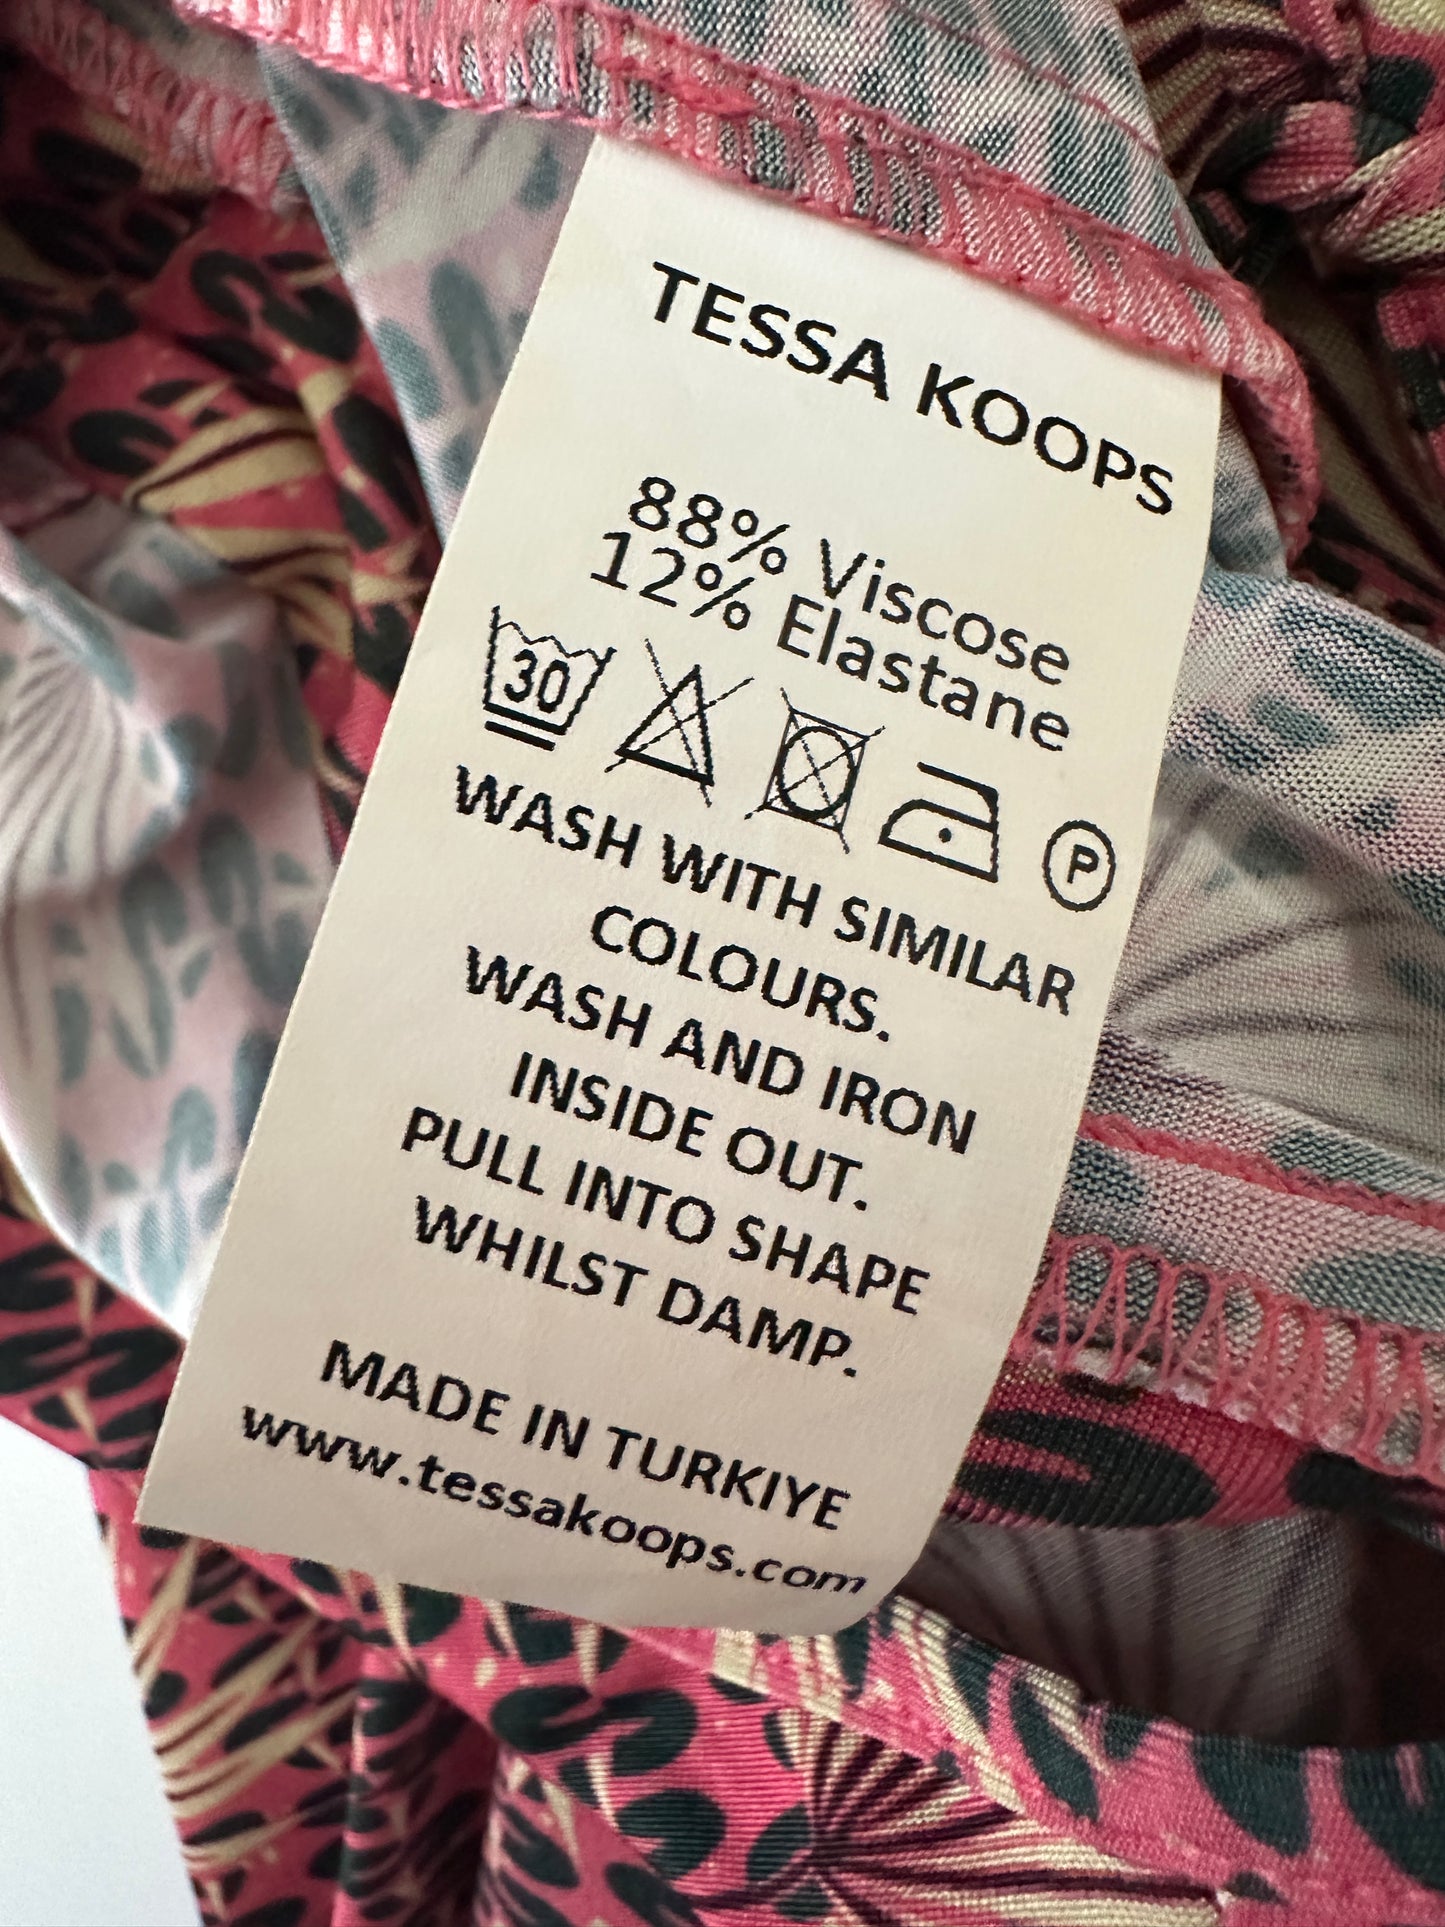 TESSA KOOPS
88% Viscose
12% Elastane
30 P
WASH WITH SIMILAR
COLOURS.
WASH AND IRON
INSIDE OUT.
PULL INTO SHAPE
WHILST DAMP.
MADE IN TURKIYE
www.tessakoops.com